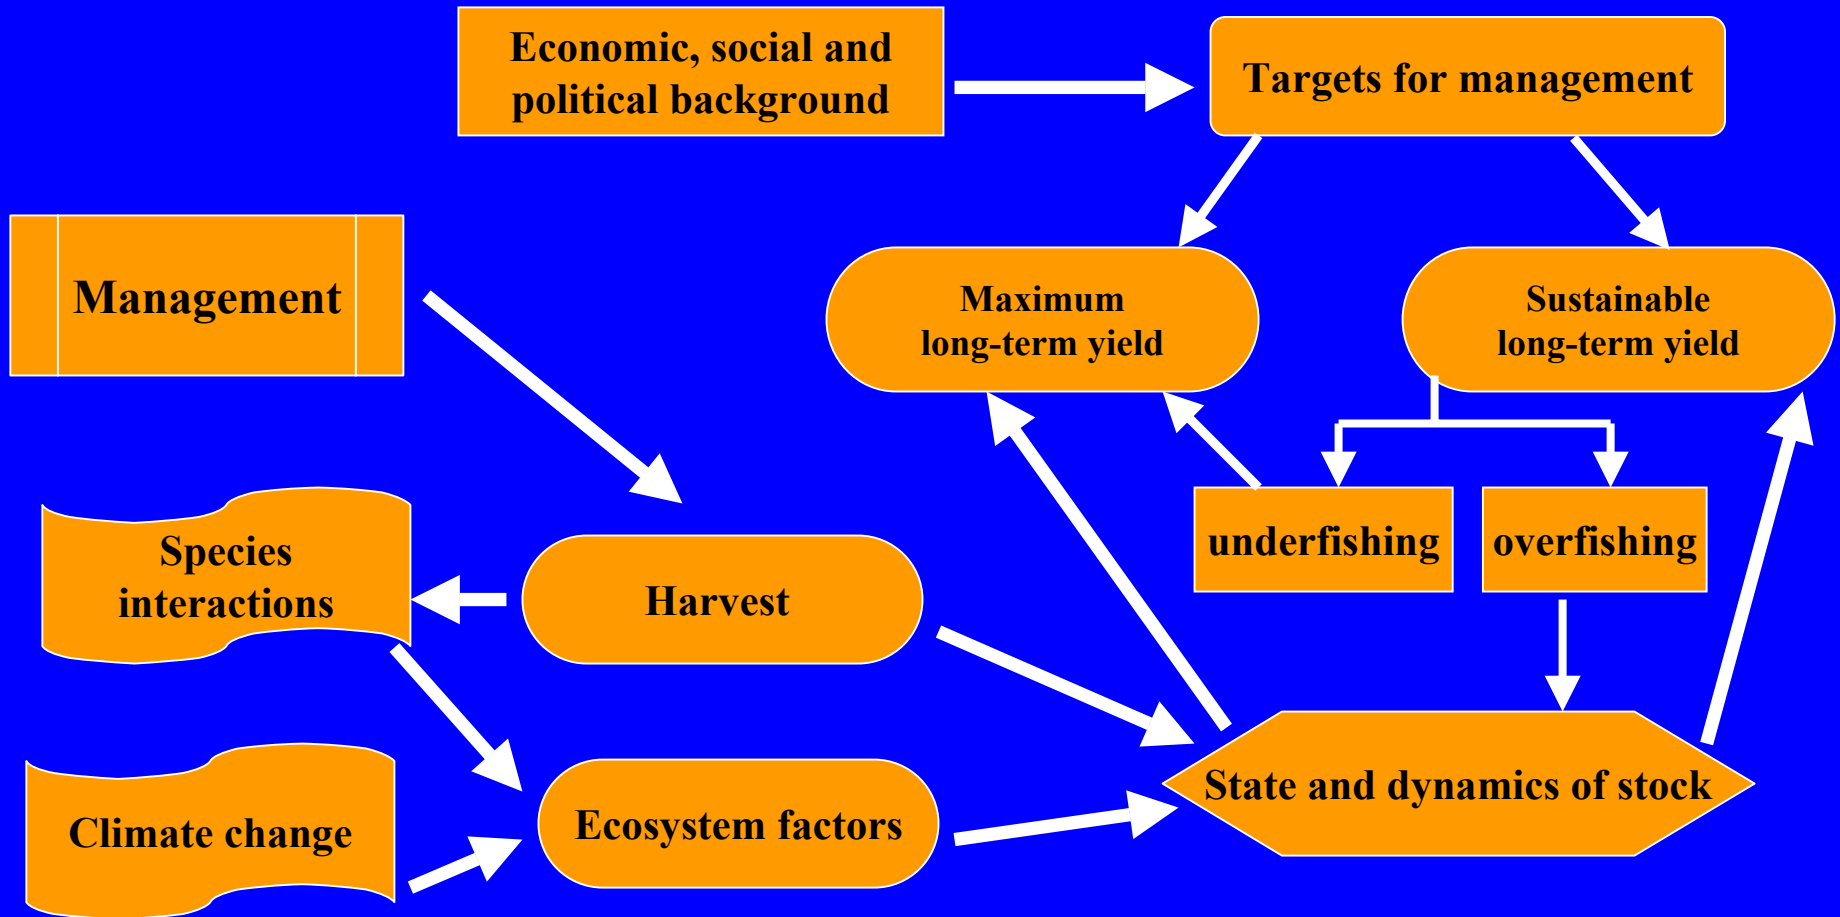 Economic, social and
political background
Targets for management
Management
Maximum
long-term yield
Sustainable
long-term yield
underfishing
overfishing
Species
interactions
Harvest
Climate change
Ecosystem factors
State and dynamics of stock